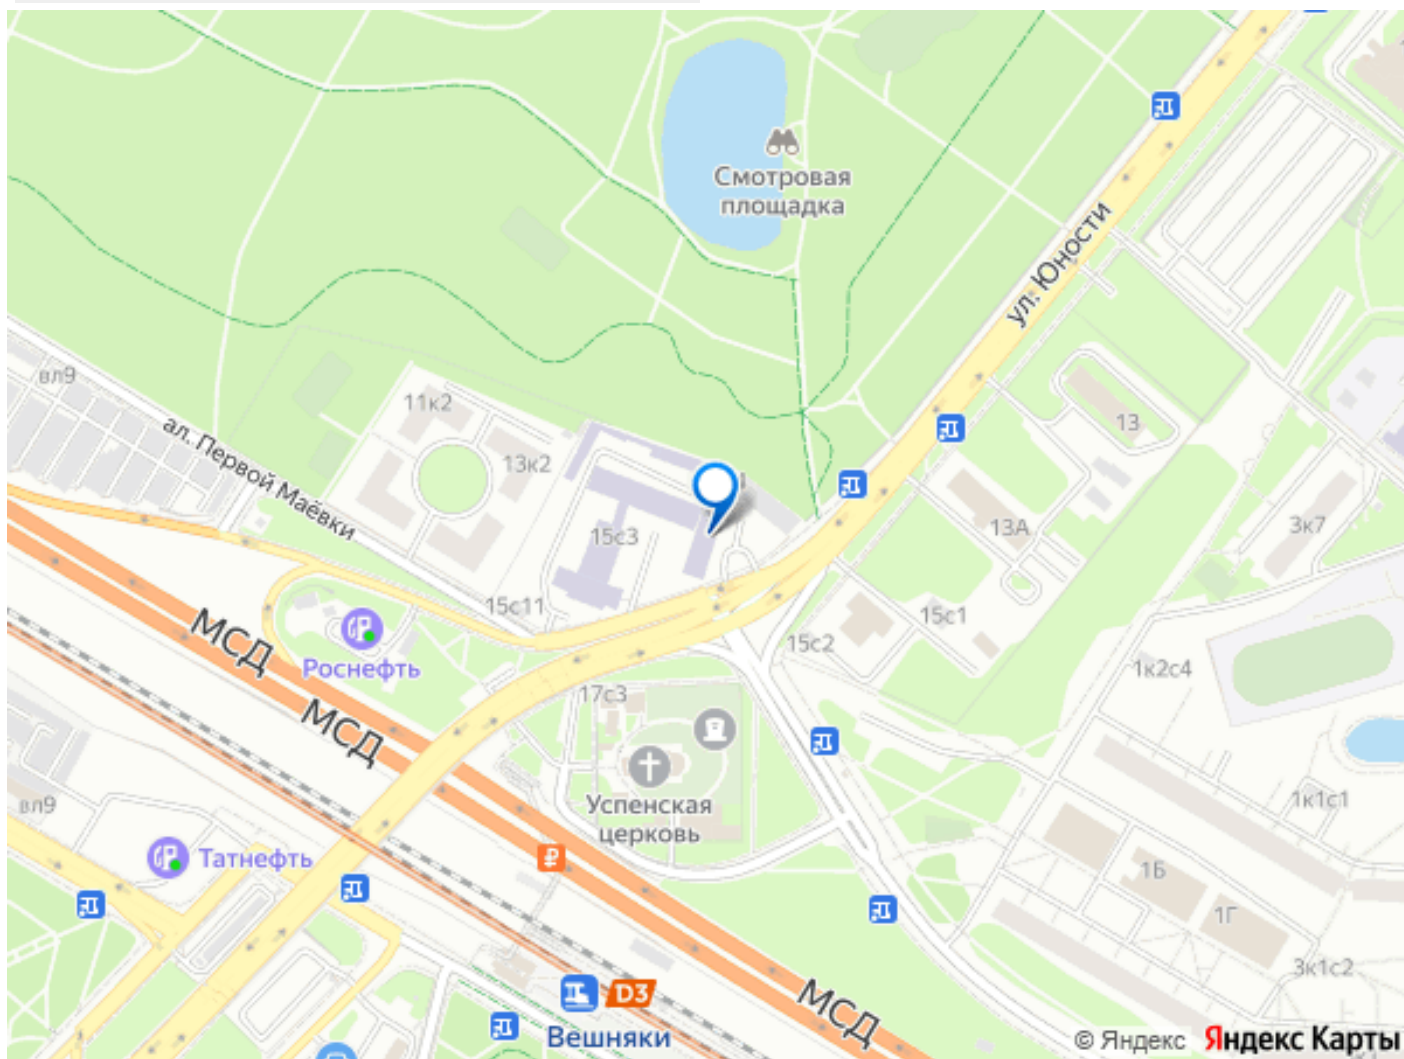 Смотровая
площадка
ул. Юности
вл9
11к2
ал. Первой Маёвки
13к2
13
15с3
13А
3к7
15с11
15с1
15с2
МСД
Роснефть
1к2с4
17с3
МСД
Успенская
церковь
1к1с1
вл9
₽
Татнефть
1Б
1Г
3к1с2
D3
МСД
Вешняки
© Яндекс Яндекс Карты